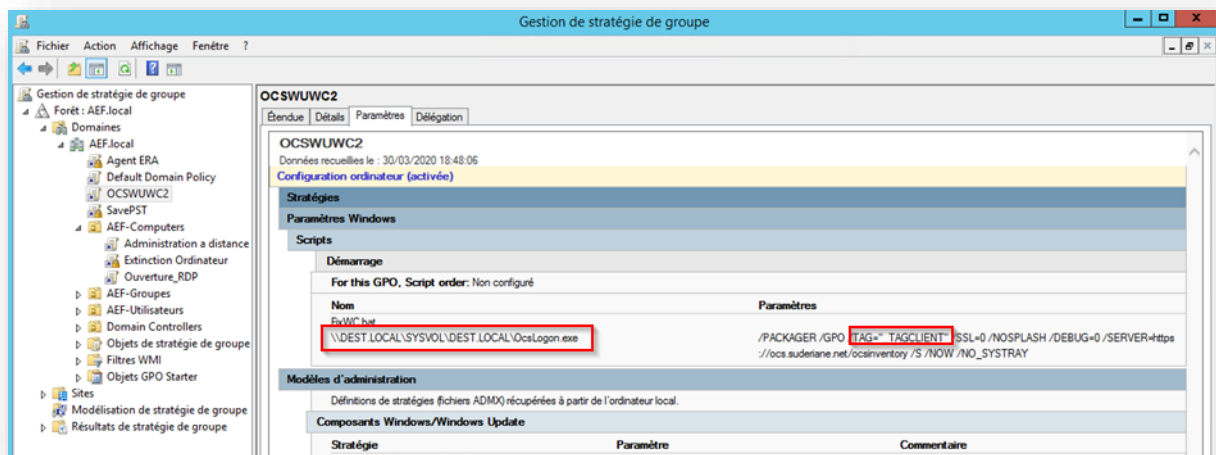 Gestion de stratégie de groupe
Fichier Action Affichage Fenêtre ?
Gestion de stratégie de groupe
Forêt : AEF.local
Domaines
AEF.local
Agent ERA
Default Domain Policy
OCSWUWC2
SavePST
AEF-Computers
Administration a distance
Extinction Ordinateur
Ouverture_RDP
AEF-Groupes
AEF-Utilisateurs
Domain Controllers
Objets de stratégie de groupe
Filtres WMI
Objets GPO Starter
Sites
Modélisation de stratégie de groupe
Résultats de stratégie de groupe
OCSWUWC2
Étendue Détails Paramètres Délégation
OCSWUWC2
Données recueillies le : 30/03/2020 18:48:06
Configuration ordinateur (activée)
Stratégies
Paramètres Windows
Scripts
Démarrage
For this GPO, Script order: Non configuré
Nom Paramètres
FixWC.bat
\\DEST.LOCAL\SYSVOL\DEST.LOCAL\OcsLogon.exe /PACKAGER /GPO /TAG="_TAGCLIENT" /SSL=0 /NOSPLASH /DEBUG=0 /SERVER=https
://ocs.suderiane.net/ocsinventory /S /NOW /NO_SYSTRAY
Modèles d'administration
Définitions de stratégies (fichiers ADMX) récupérées à partir de l'ordinateur local.
Composants Windows/Windows Update
Stratégie Paramètre Commentaire